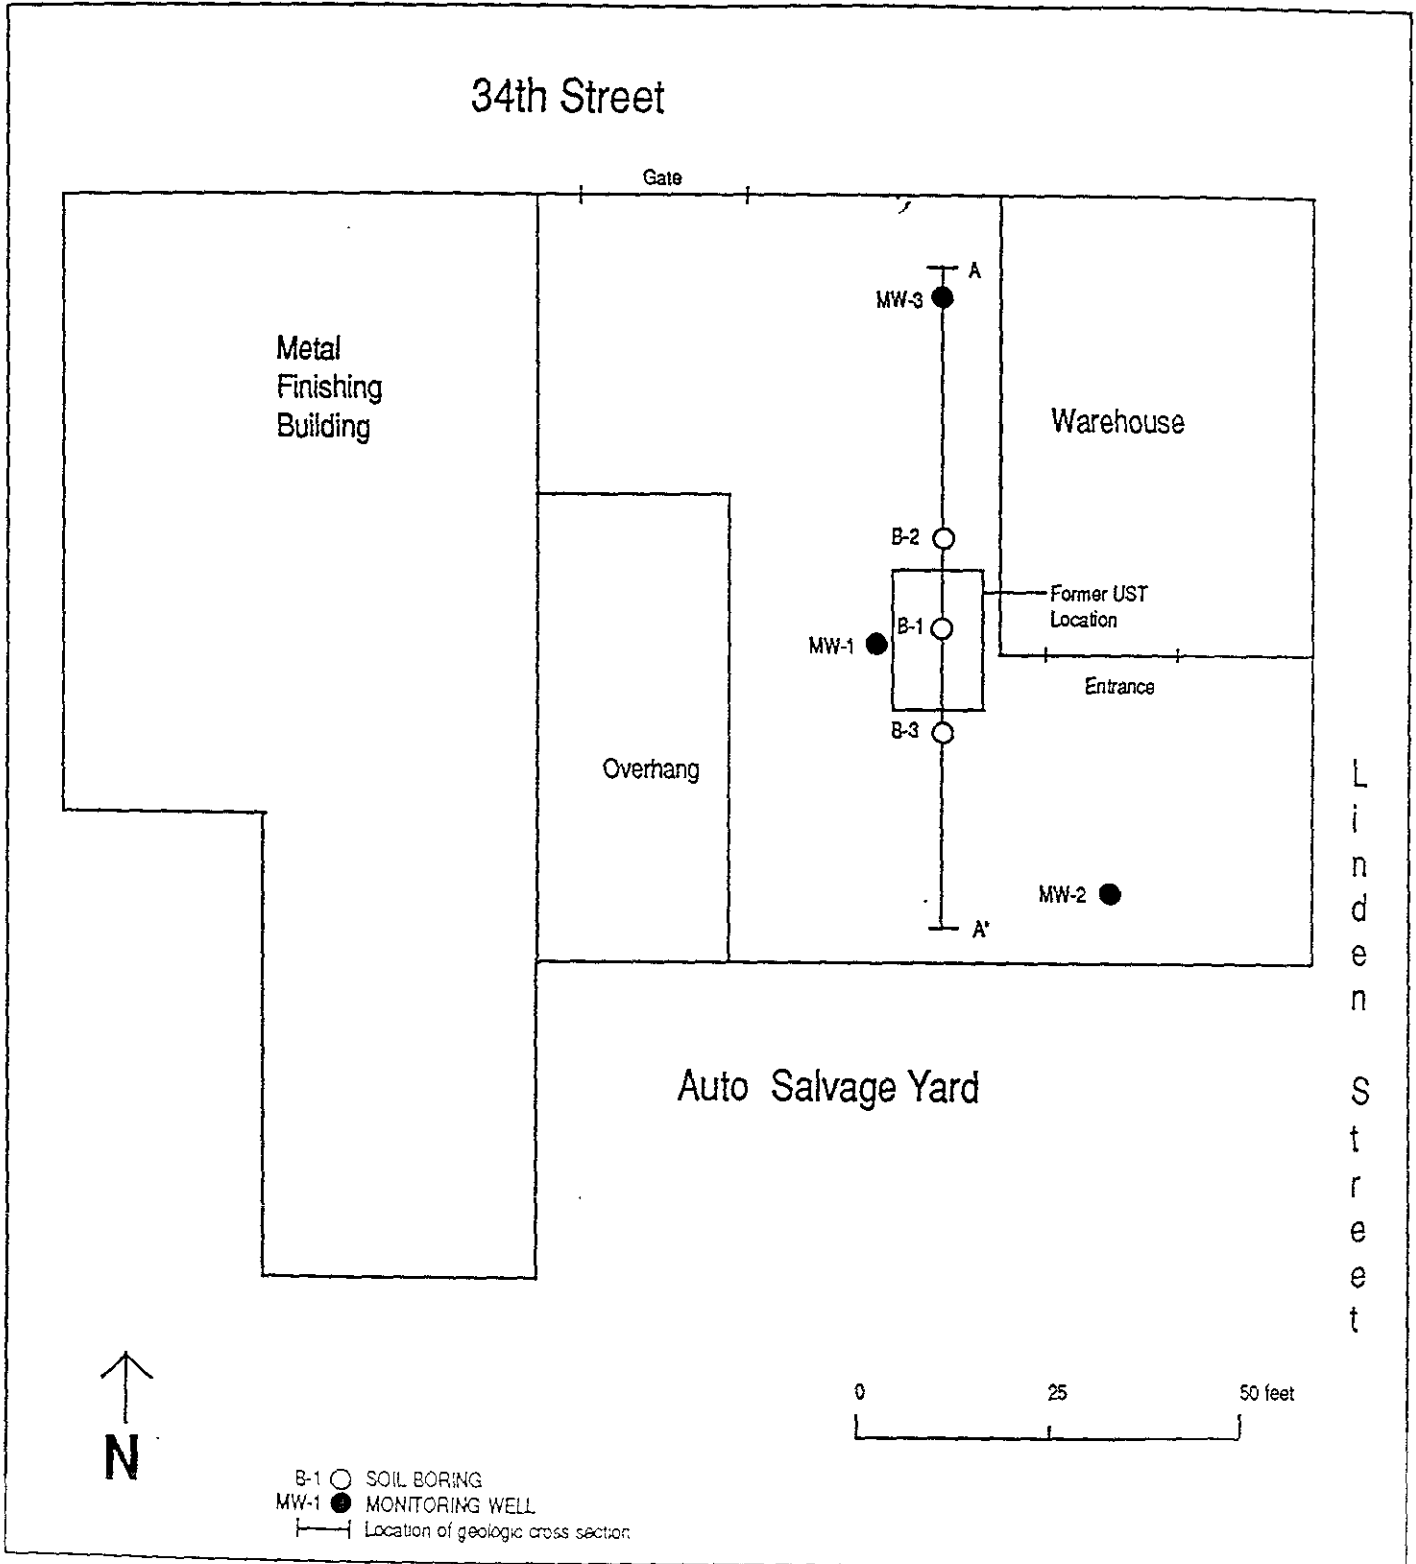 34th Street
Gate
A
MW-3
Metal
Finishing
Building
Warehouse
B-2
Former UST
Location
B-1
MW-1
Entrance
B-3
Overhang
MW-2
A'
Linden Street
Auto Salvage Yard
0 25 50 feet
N
B-1 SOIL BORING
MW-1 MONITORING WELL
Location of geologic cross section